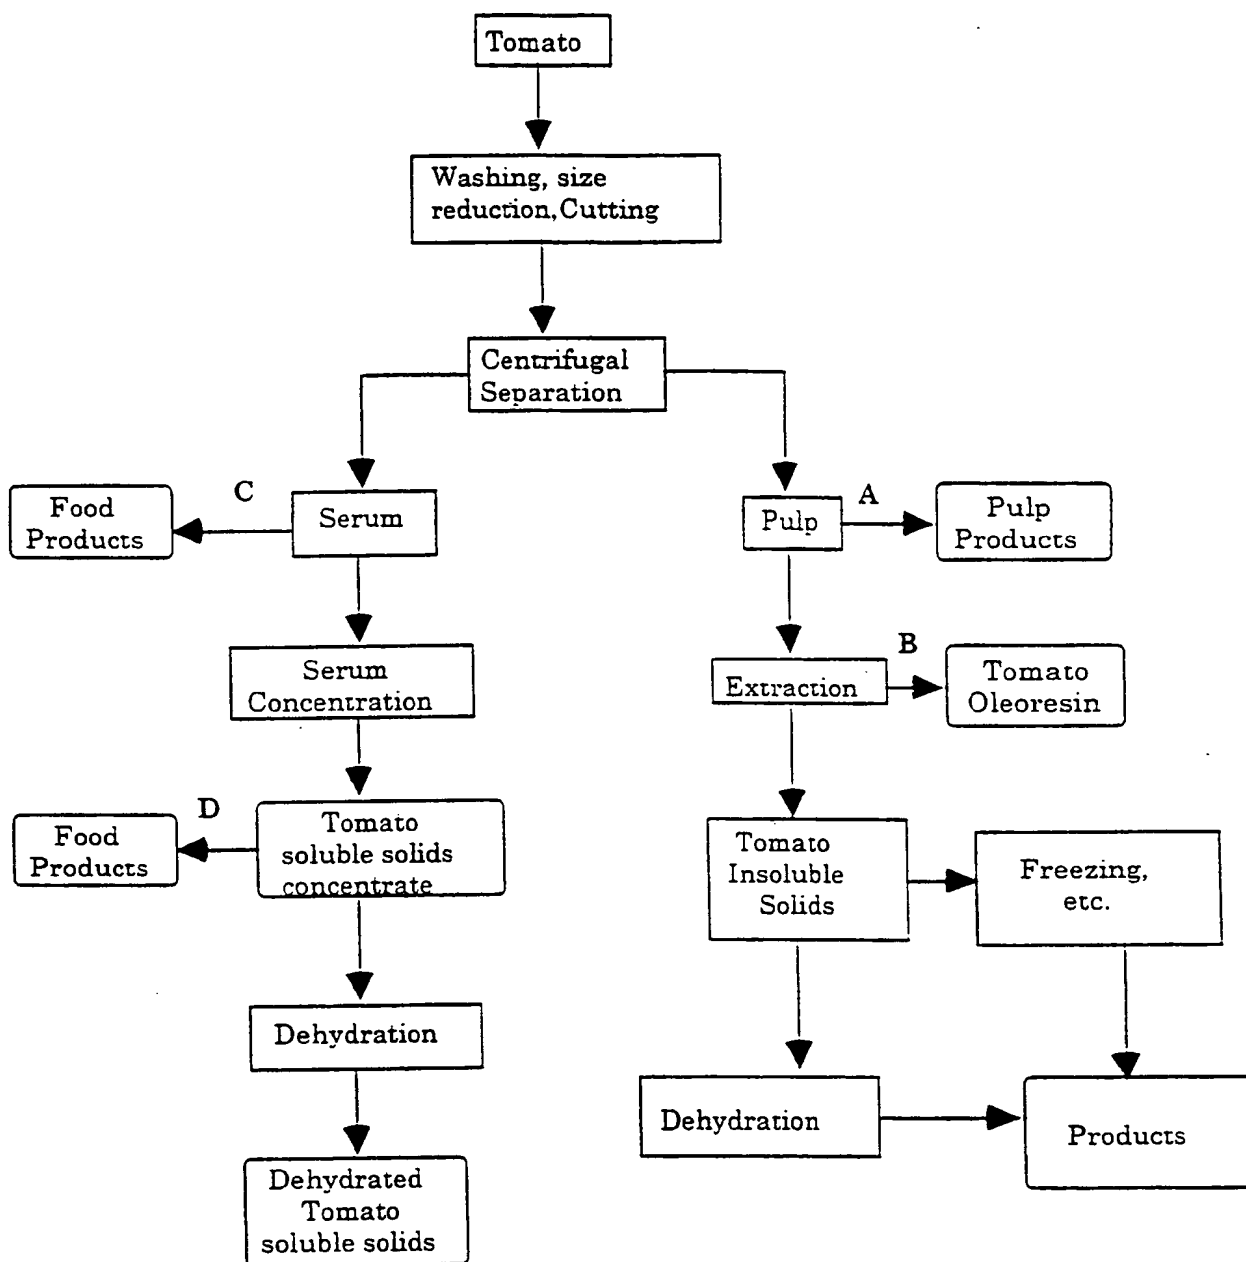 Tomato
Washing, size
reduction, Cutting
Centrifugal
Separation
C
Food
Products
Serum
Pulp
A
Pulp
Products
Serum
Concentration
Extraction
B
Tomato
Oleoresin
D
Food
Products
Tomato
soluble solids
concentrate
Tomato
Insoluble
Solids
Freezing,
etc.
Dehydration
Dehydration
Products
Dehydrated
Tomato
soluble solids